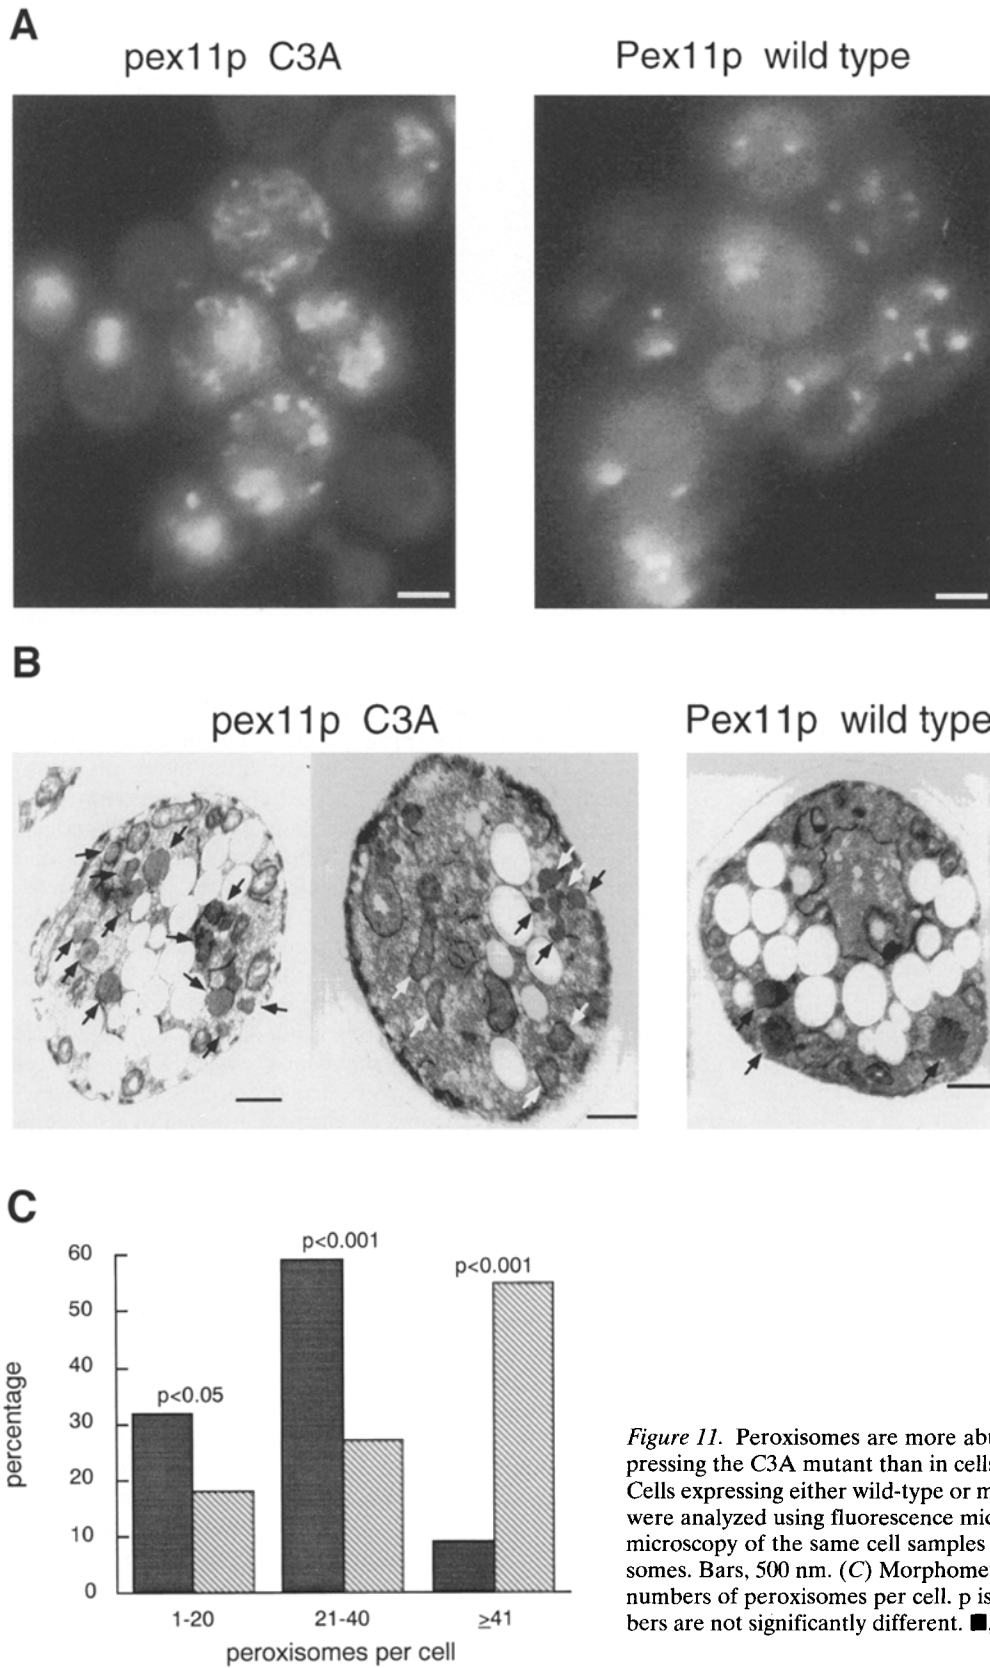 A
pex11p C3A
Pex11p wild type
B
pex11p C3A
Pex11p wild type
C
60
50
40
30
20
10
0
percentage
p<0.05
p<0.001
p<0.001
1-20
21-40
≥41
peroxisomes per cell
Figure 11. Peroxisomes are more
pressing the C3A mutant than in cells
Cells expressing either wild-type or
were analyzed using fluorescence
microscopy of the same cell samples
somes. Bars, 500 nm. (C)
numbers of peroxisomes per cell. p is
bers are not significantly different. ■